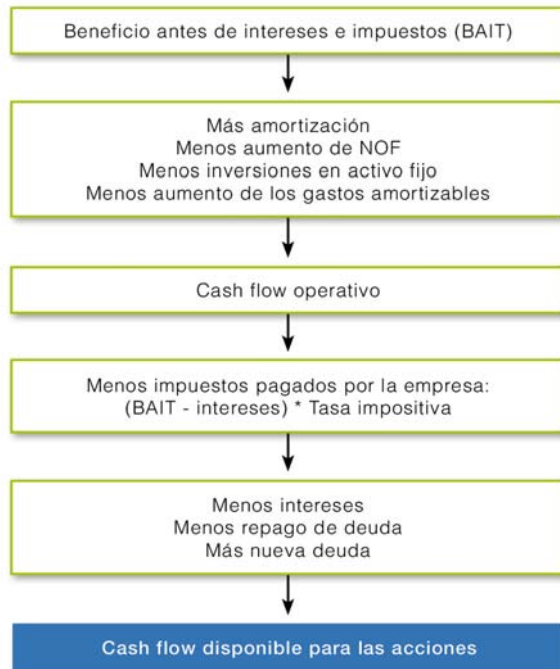 Beneficio antes de intereses e impuestos (BAIT)
Más amortización
Menos aumento de NOF
Menos inversiones en activo fijo
Menos aumento de los gastos amortizables
Cash flow operativo
Menos impuestos pagados por la empresa:
(BAIT - intereses) * Tasa impositiva
Menos intereses
Menos repago de deuda
Más nueva deuda
Cash flow disponible para las acciones